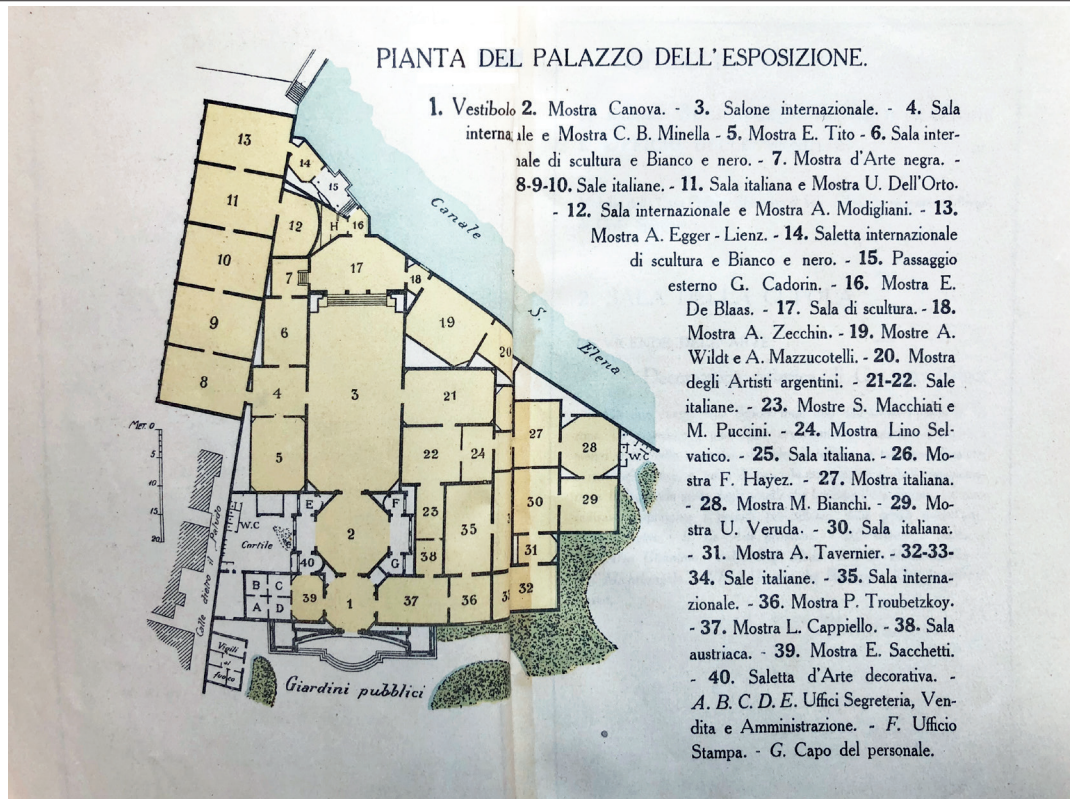 PIANTA DEL PALAZZO DELL'ESPOSIZIONE.
1. Vestibolo 2. Mostra Canova. - 3. Salone internazionale. - 4. Sala
interna le e Mostra C. B. Minella - 5. Mostra E. Tito - 6. Sala inter-
nale di scultura e Bianco e nero. - 7. Mostra d'Arte negra. -
8-9-10. Sale italiane. - 11. Sala italiana e Mostra U. Dell'Orto.
- 12. Sala internazionale e Mostra A. Modigliani. - 13.
Mostra A. Egger - Lienz. - 14. Saletta internazionale
di scultura e Bianco e nero. - 15. Passaggio
esterno G. Cadorin. - 16. Mostra E.
De Blaas. - 17. Sala di scultura. - 18.
Mostra A. Zecchin. - 19. Mostre A.
Wildt e A. Mazzucotelli. - 20. Mostra
degli Artisti argentini. - 21-22. Sale
italiane. - 23. Mostre S. Macchiati e
M. Puccini. - 24. Mostra Lino Sel-
vatico. - 25. Sala italiana. - 26. Mo-
stra F. Hayez. - 27. Mostra italiana.
- 28. Mostra M. Bianchi. - 29. Mo-
stra U. Veruda. - 30. Sala italiana.
- 31. Mostra A. Tavernier. - 32-33-
34. Sale italiane. - 35. Sala interna-
zionale. - 36. Mostra P. Troubetzkoy.
- 37. Mostra L. Cappiello. - 38. Sala
austriaca. - 39. Mostra E. Sacchetti.
- 40. Saletta d'Arte decorativa. -
A. B. C. D. E. Uffici Segreteria, Ven-
dita e Amministrazione. - F. Ufficio
Stampa. - G. Capo del personale.
Canale
S.
Elena
13
14
15
11
12
H
16
10
7
17
18
9
6
19
20
8
4
3
21
5
22
24
27
28
W.C
29
30
23
35
38
31
32
36
37
1
2
39
40
E
F
G
B
C
A
D
W.C
Cortile
Met. 0
5
10
15
20
Calle dietro il Palazzo
Vigili
al
fuoco
Giardini pubblici